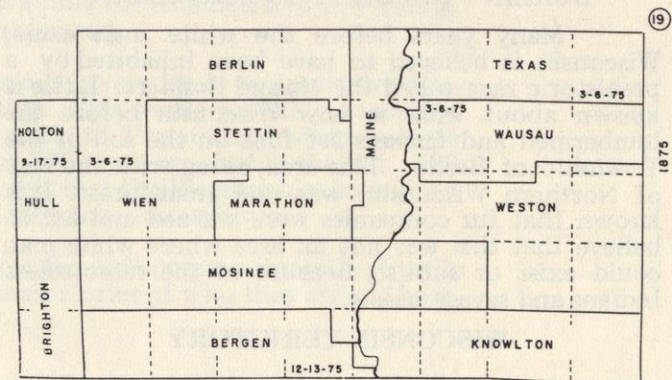 19
BERLIN
TEXAS
3-6-75
3-6-75
HOLTON
STETTIN
MAINE
WAUSAU
9-17-75
3-6-75
1875
HULL
WIEN
MARATHON
WESTON
MOSINEE
BRIGHTON
BERGEN
KNOWLTON
12-13-75